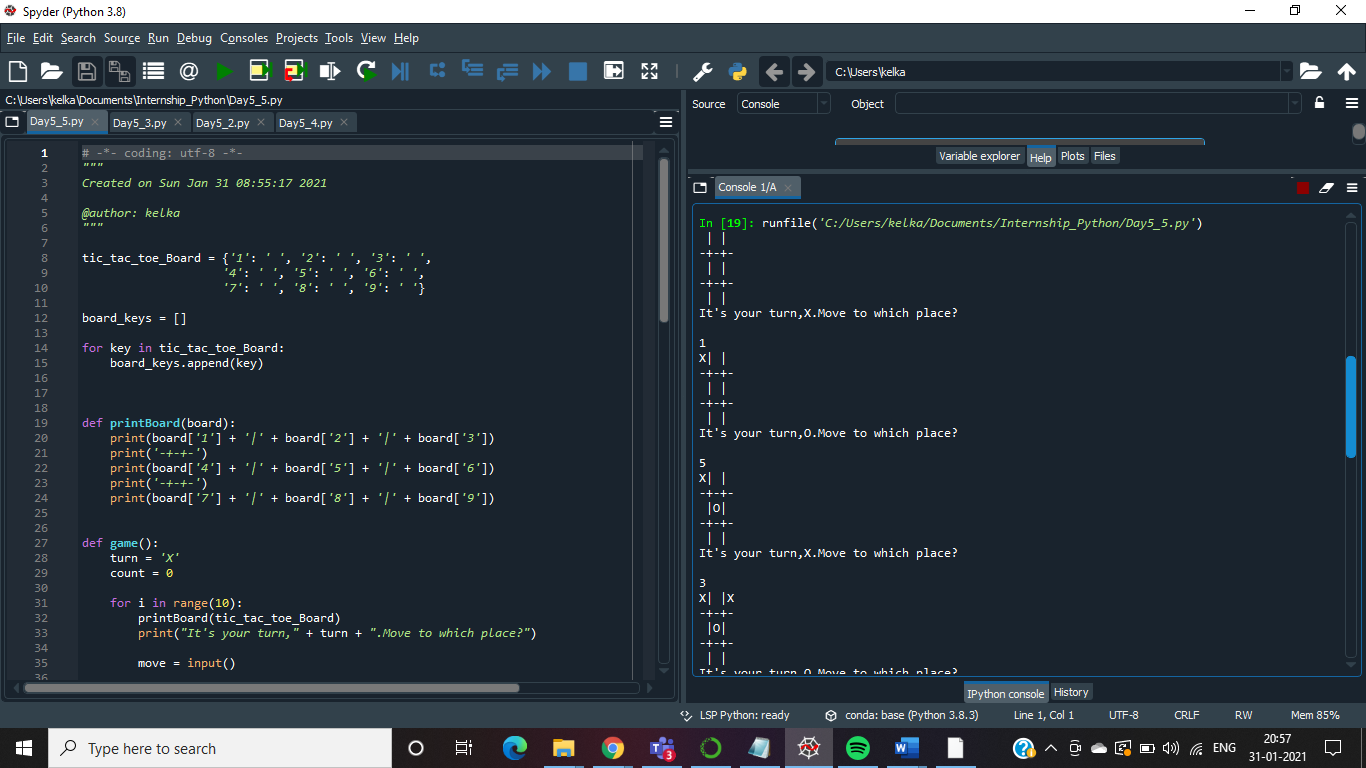 Spyder (Python 3.8)
File Edit Search Source Run Debug Consoles Projects Tools View Help
C:\Users\kelka
C:\Users\kelka\Documents\Internship_Python\Day5_5.py
Day5_5.py Day5_3.py Day5_2.py Day5_4.py
1 # -*- coding: utf-8 -*-
2 """
3 Created on Sun Jan 31 08:55:17 2021
4
5 @author: kelka
6 """
7
8 tic_tac_toe_Board = {'1': ' ', '2': ' ', '3': ' ',
9 '4': ' ', '5': ' ', '6': ' ',
10 '7': ' ', '8': ' ', '9': ' '}
11
12 board_keys = []
13
14 for key in tic_tac_toe_Board:
15     board_keys.append(key)
16
17
18
19 def printBoard(board):
20     print(board['1'] + '|' + board['2'] + '|' + board['3'])
21     print('-+-+-')
22     print(board['4'] + '|' + board['5'] + '|' + board['6'])
23     print('-+-+-')
24     print(board['7'] + '|' + board['8'] + '|' + board['9'])
25
26
27 def game():
28     turn = 'X'
29     count = 0
30
31     for i in range(10):
32         printBoard(tic_tac_toe_Board)
33         print("It's your turn," + turn + ".Move to which place?")
34
35         move = input()
36
Source Console Object
Variable explorer Help Plots Files
Console 1/A
In [19]: runfile('C:/Users/kelka/Documents/Internship_Python/Day5_5.py')
 | |
-+-+-
 | |
-+-+-
 | |
It's your turn,X.Move to which place?
1
X| |
-+-+-
 | |
-+-+-
 | |
It's your turn,O.Move to which place?
5
X| |
-+-+-
 |O|
-+-+-
 | |
It's your turn,X.Move to which place?
3
X| |X
-+-+-
 |O|
-+-+-
 | |
It's your turn,O.Move to which place?
IPython console History
LSP Python: ready conda: base (Python 3.8.3) Line 1, Col 1 UTF-8 CRLF RW Mem 85%
Type here to search
3
ENG
20:57
31-01-2021